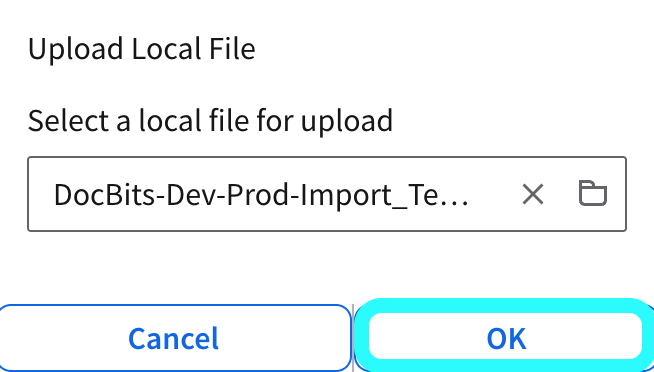 Upload Local File
Select a local file for upload
DocBits-Dev-Prod-Import_Te...
Cancel
OK